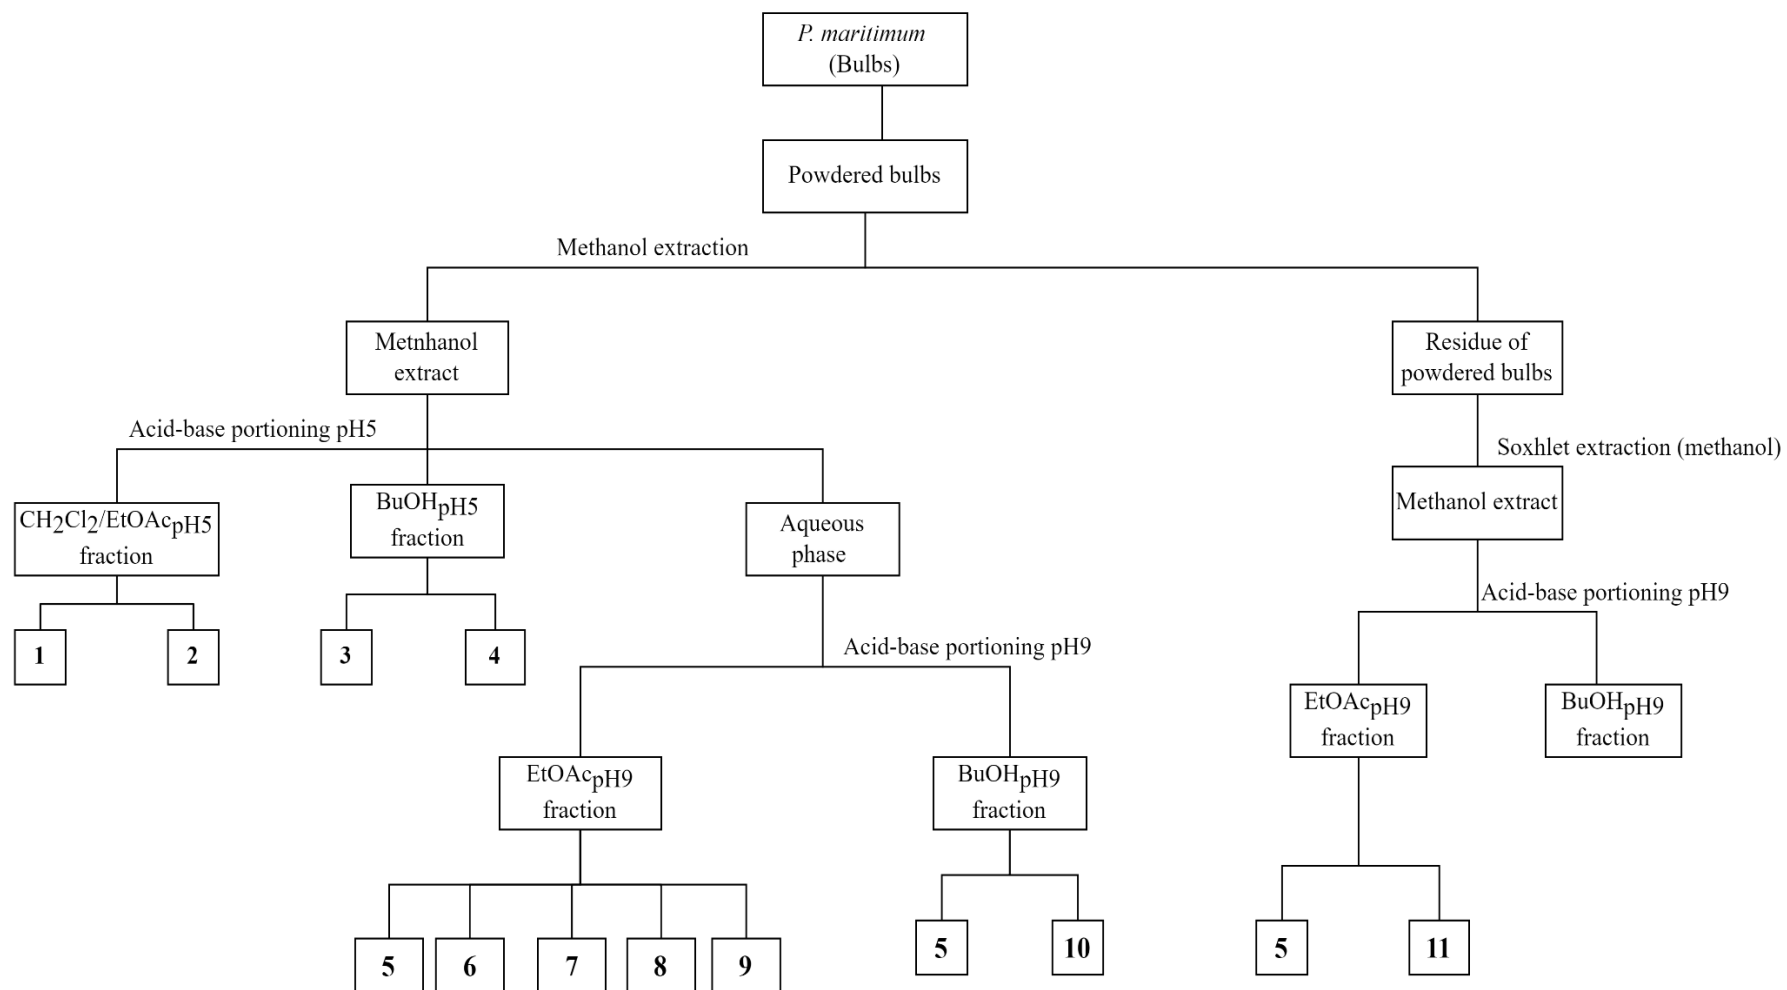 P. maritimum
(Bulbs)
Powdered bulbs
Methanol extraction
Metnhanol
extract
Residue of
powdered bulbs
Acid-base portioning pH5
Soxhlet extraction (methanol)
CH2Cl2/EtOAcpH5
fraction
BuOHpH5
fraction
Aqueous
phase
Methanol extract
1
2
3
4
Acid-base portioning pH9
Acid-base portioning pH9
EtOAcpH9
fraction
BuOHpH9
fraction
EtOAcpH9
fraction
BuOHpH9
fraction
5
6
7
8
9
5
10
5
11